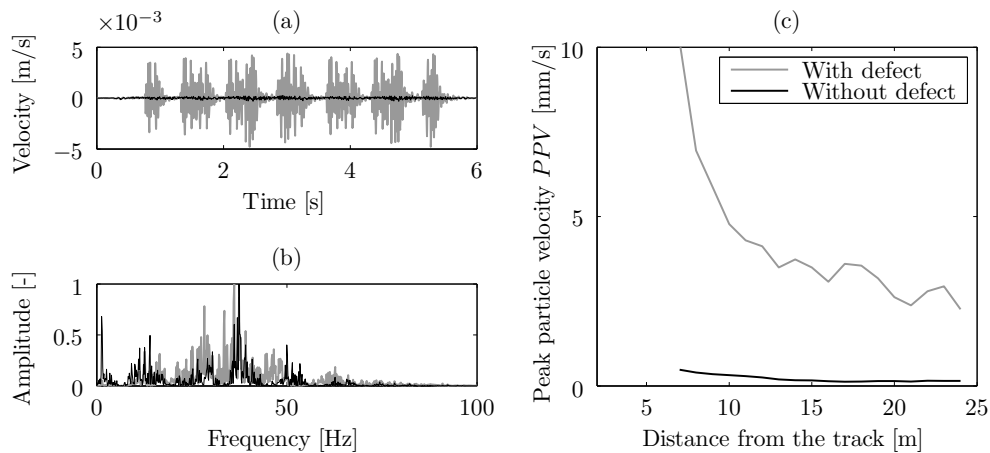 (a)
×10−3
Velocity [m/s]
5
0
−5
0
2
4
6
Time [s]
(b)
Amplitude [-]
1
0.5
0
0
50
100
Frequency [Hz]
(c)
Peak particle velocity PPV [mm/s]
10
5
0
With defect
Without defect
5
10
15
20
25
Distance from the track [m]